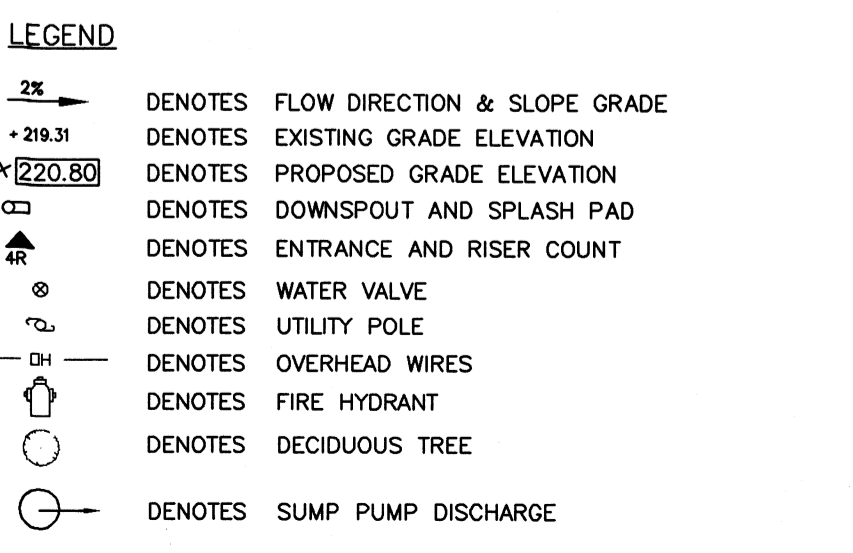 LEGEND
2% DENOTES FLOW DIRECTION & SLOPE GRADE
+ 219.31 DENOTES EXISTING GRADE ELEVATION
×220.80 DENOTES PROPOSED GRADE ELEVATION
DENOTES DOWNSPOUT AND SPLASH PAD
4R DENOTES ENTRANCE AND RISER COUNT
DENOTES WATER VALVE
DENOTES UTILITY POLE
OH DENOTES OVERHEAD WIRES
DENOTES FIRE HYDRANT
DENOTES DECIDUOUS TREE
DENOTES SUMP PUMP DISCHARGE